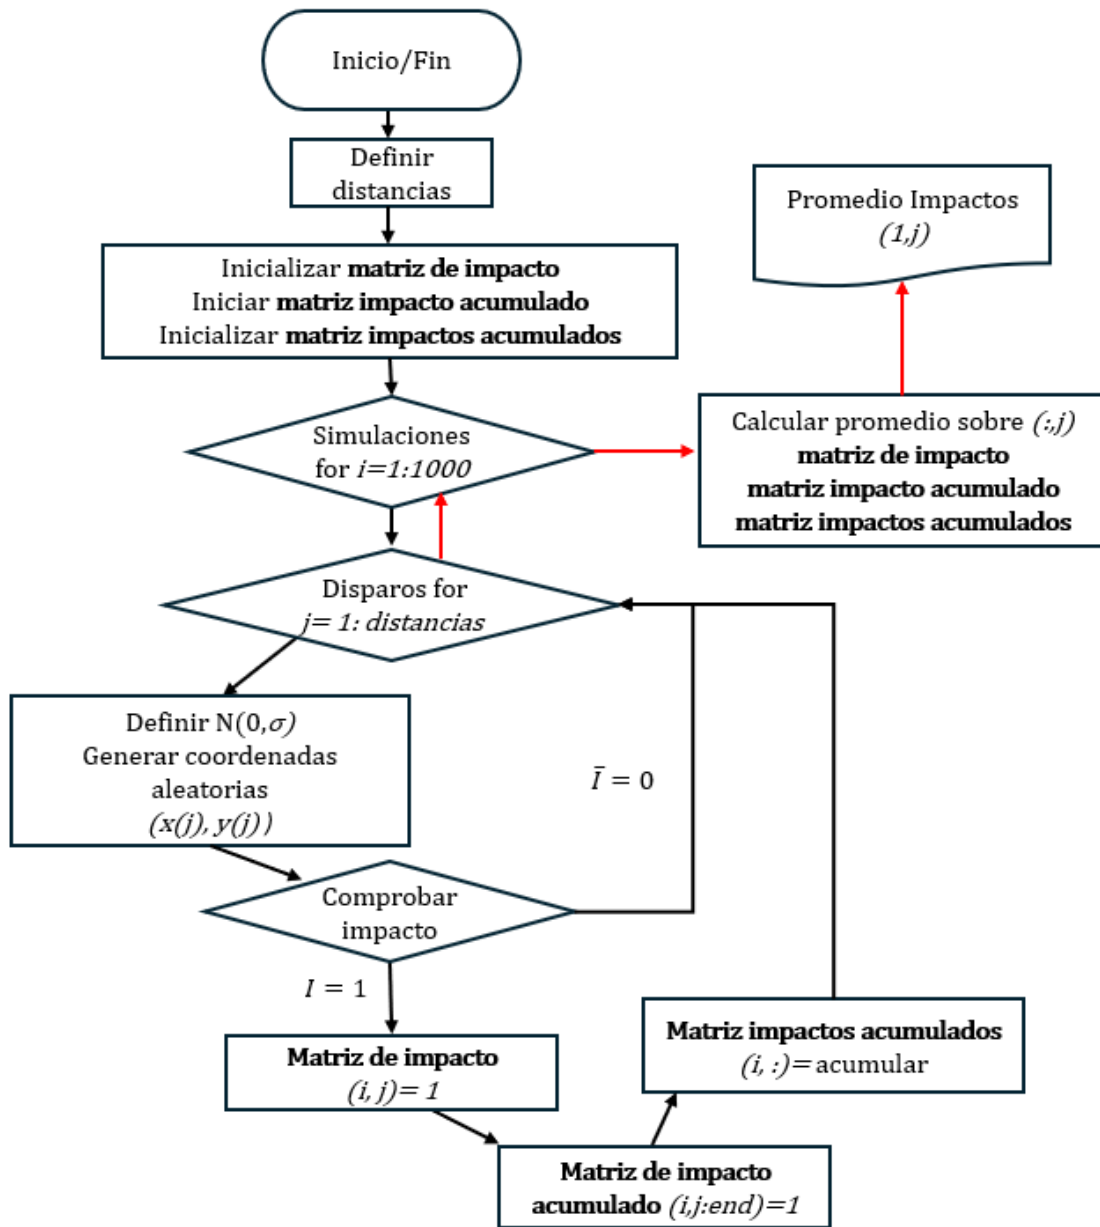 Inicio/Fin
Definir
distancias
Inicializar matriz de impacto
Iniciar matriz impacto acumulado
Inicializar matriz impactos acumulados
Simulaciones
for i=1:1000
Promedio Impactos
(1,j)
Calcular promedio sobre (:,j)
matriz de impacto
matriz impacto acumulado
matriz impactos acumulados
Disparos for
j= 1: distancias
Definir N(0,σ)
Generar coordenadas
aleatorias
(x(j), y(j))
Ī = 0
Comprobar
impacto
I = 1
Matriz de impacto
(i, j)= 1
Matriz impactos acumulados
(i, :)= acumular
Matriz de impacto
acumulado (i,j:end)=1